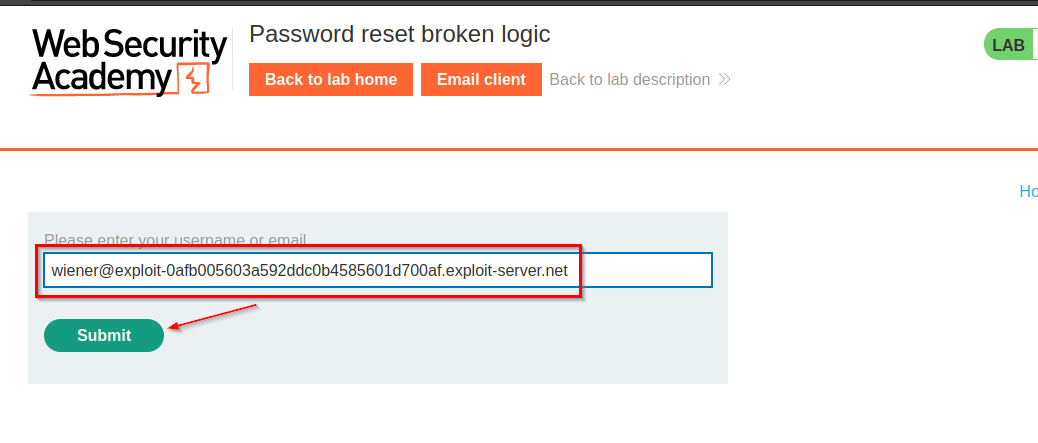 Web Security
Academy
Password reset broken logic
LAB
Back to lab home
Email client
Back to lab description
Ho
Please enter your username or email
wiener@exploit-0afb005603a592ddc0b4585601d700af.exploit-server.net
Submit